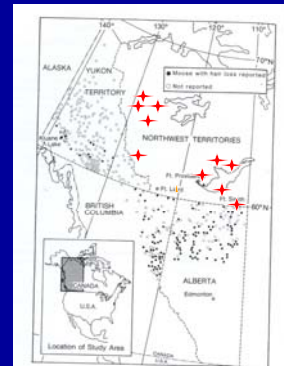 140°
130°
120°
110°
70°N
ALASKA
YUKON
TERRITORY
Moose with hair loss reported
Not reported
Kluane
Lake
NORTHWEST TERRITORIES
Ft. Liard
Ft. Smith
60°N
BRITISH
COLUMBIA
ALBERTA
Edmonton
CANADA
U.S.A.
Location of Study Area
CANADA
U.S.A.